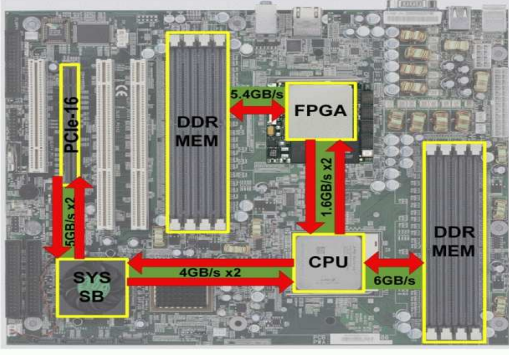 PCIe-16
DDR
MEM
5.4GB/s
FPGA
5GB/s x2
1.6GB/s x2
SYS
SB
4GB/s x2
CPU
6GB/s
DDR
MEM